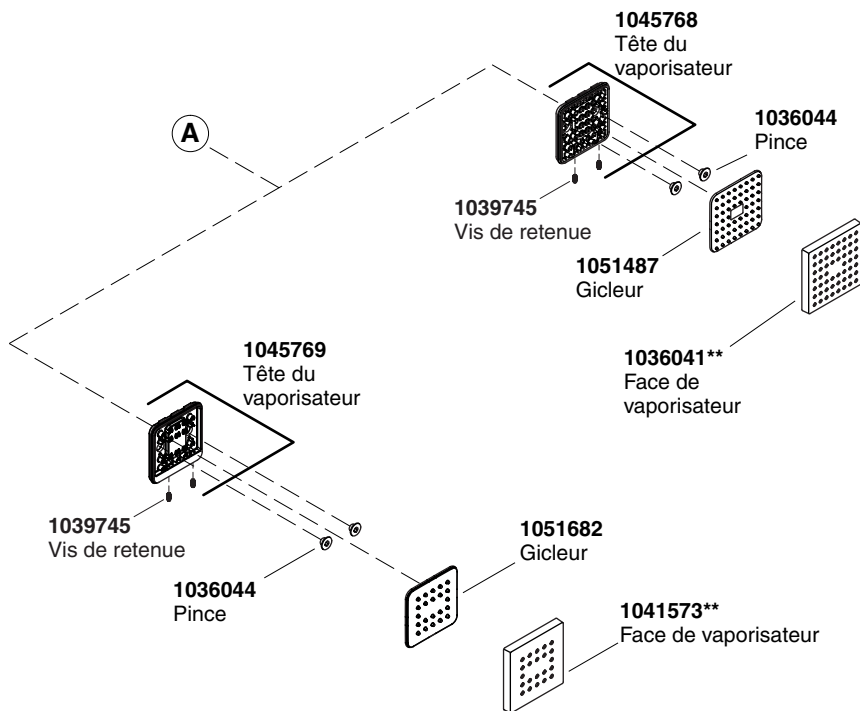 1045768
Tête du
vaporisateur
A
1036044
Pince
1039745
Vis de retenue
1051487
Gicleur
1036041**
Face de
vaporisateur
1045769
Tête du
vaporisateur
1039745
Vis de retenue
1036044
Pince
1051682
Gicleur
1041573**
Face de vaporisateur